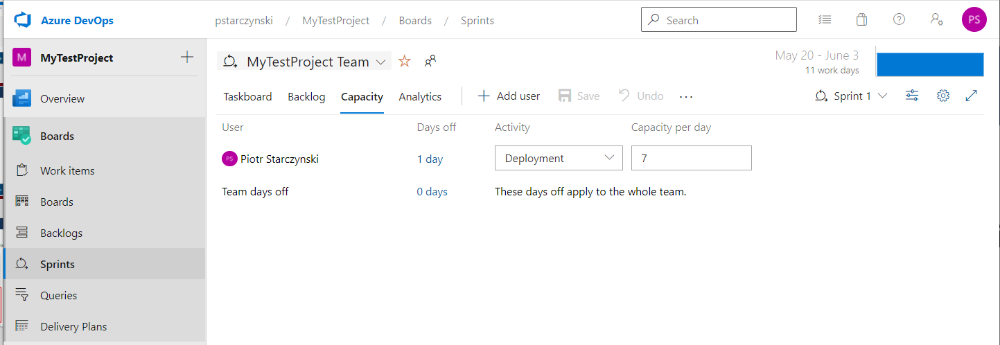 Azure DevOps
pstarczynski / MyTestProject / Boards / Sprints
Search
PS
M
MyTestProject
Overview
Boards
Work items
Boards
Backlogs
Sprints
Queries
Delivery Plans
MyTestProject Team
May 20 - June 3
11 work days
Taskboard Backlog Capacity Analytics Add user Save Undo ... Sprint 1
User Days off Activity Capacity per day
PS Piotr Starczynski 1 day Deployment 7
Team days off 0 days These days off apply to the whole team.